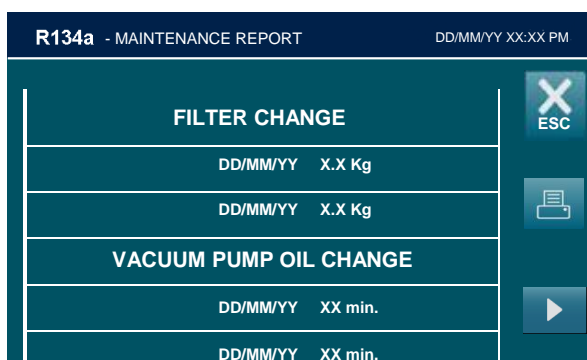 R134a - MAINTENANCE REPORT DD/MM/YY XX:XX PM
FILTER CHANGE
ESC
DD/MM/YY X.X Kg
DD/MM/YY X.X Kg
VACUUM PUMP OIL CHANGE
DD/MM/YY XX min.
DD/MM/YY XX min.